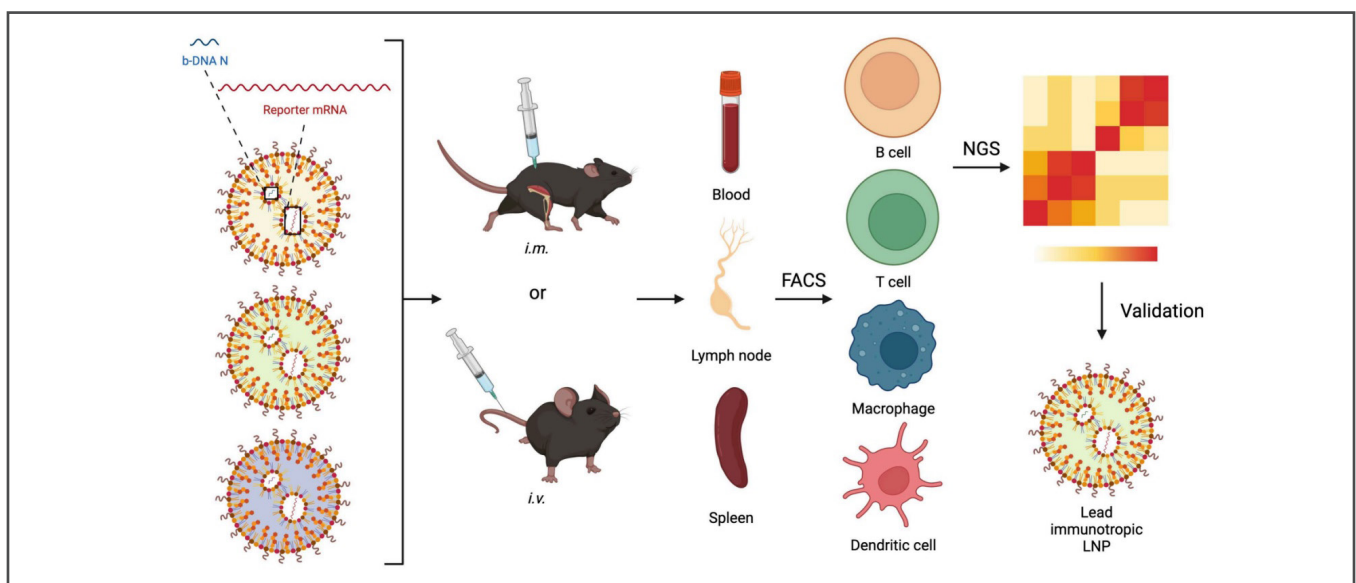 b-DNA N
Reporter mRNA
i.m.
or
i.v.
Blood
Lymph node
Spleen
FACS
B cell
T cell
Macrophage
Dendritic cell
NGS
Validation
Lead
immunotropic
LNP